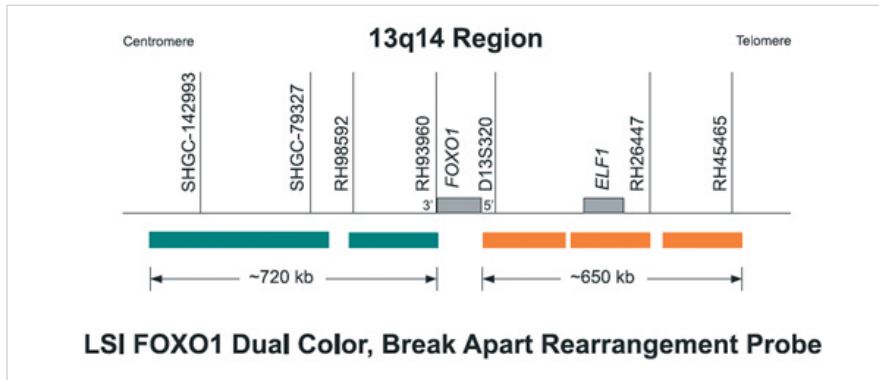 13q14 Region
Centromere
Telomere
SHGC-142993
SHGC-79327
RH98592
RH93960
FOXO1
D13S320
ELF1
RH26447
RH45465
3' 5'
~720 kb ~650 kb
LSI FOXO1 Dual Color, Break Apart Rearrangement Probe